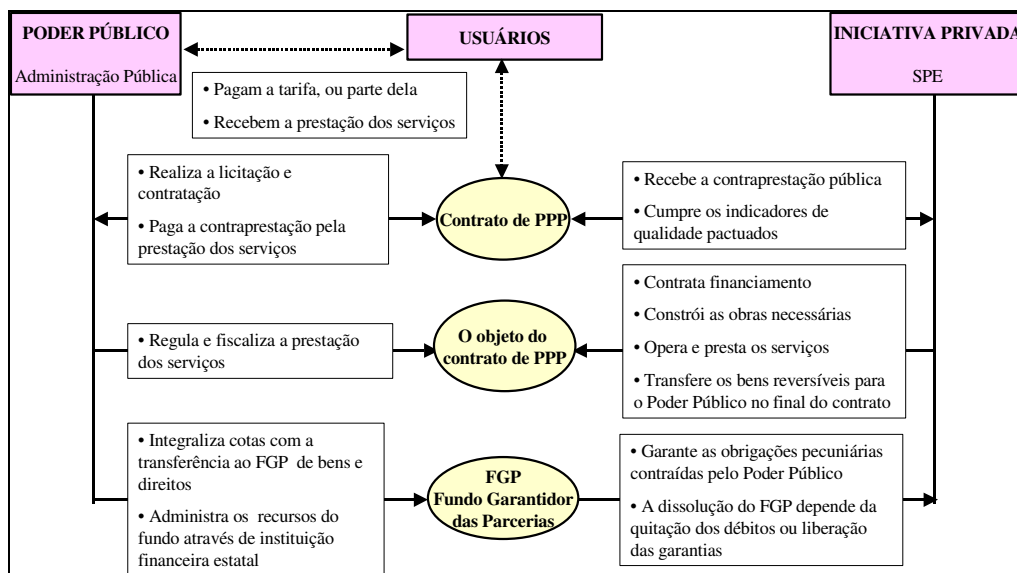 PODER PÚBLICO
Administração Pública
USUÁRIOS
INICIATIVA PRIVADA
SPE
• Pagam a tarifa, ou parte dela
• Recebem a prestação dos serviços
• Realiza a licitação e
contratação
• Paga a contraprestação pela
prestação dos serviços
Contrato de PPP
• Recebe a contraprestação pública
• Cumpre os indicadores de
qualidade pactuados
• Regula e fiscaliza a prestação
dos serviços
O objeto do
contrato de PPP
• Contrata financiamento
• Constrói as obras necessárias
• Opera e presta os serviços
• Transfere os bens reversíveis para
o Poder Público no final do contrato
• Integraliza cotas com a
transferência ao FGP de bens e
direitos
• Administra os recursos do
fundo através de instituição
financeira estatal
FGP
Fundo Garantidor
das Parcerias
• Garante as obrigações pecuniárias
contraídas pelo Poder Público
• A dissolução do FGP depende da
quitação dos débitos ou liberação
das garantias